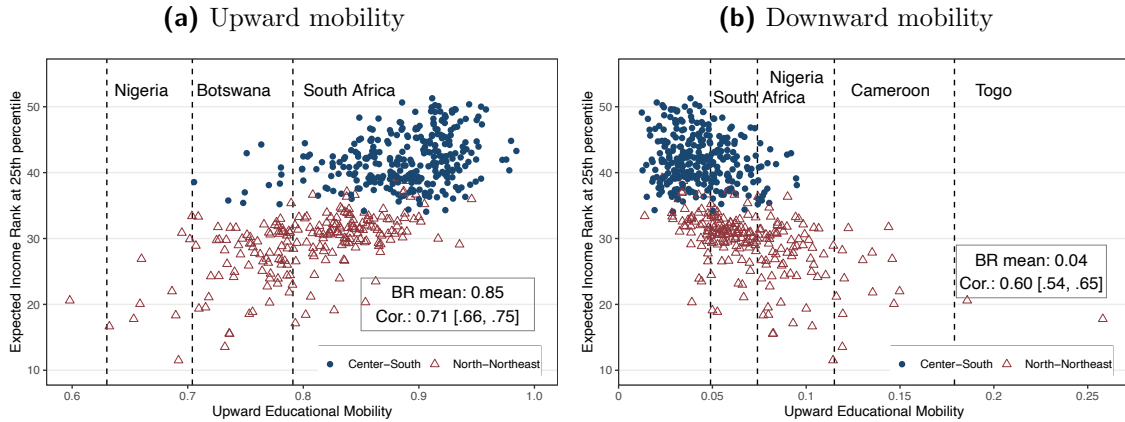 (a) Upward mobility
Expected Income Rank at 25th percentile
50
40
30
20
10
Nigeria
Botswana
South Africa
BR mean: 0.85
Cor.: 0.71 [.66, .75]
Center−South
North−Northeast
0.6 0.7 0.8 0.9 1.0
Upward Educational Mobility
(b) Downward mobility
Expected Income Rank at 25th percentile
50
40
30
20
10
Nigeria
South Africa
Cameroon
Togo
BR mean: 0.04
Cor.: 0.60 [.54, .65]
Center−South
North−Northeast
0 0.05 0.1 0.15 0.2 0.25
Upward Educational Mobility